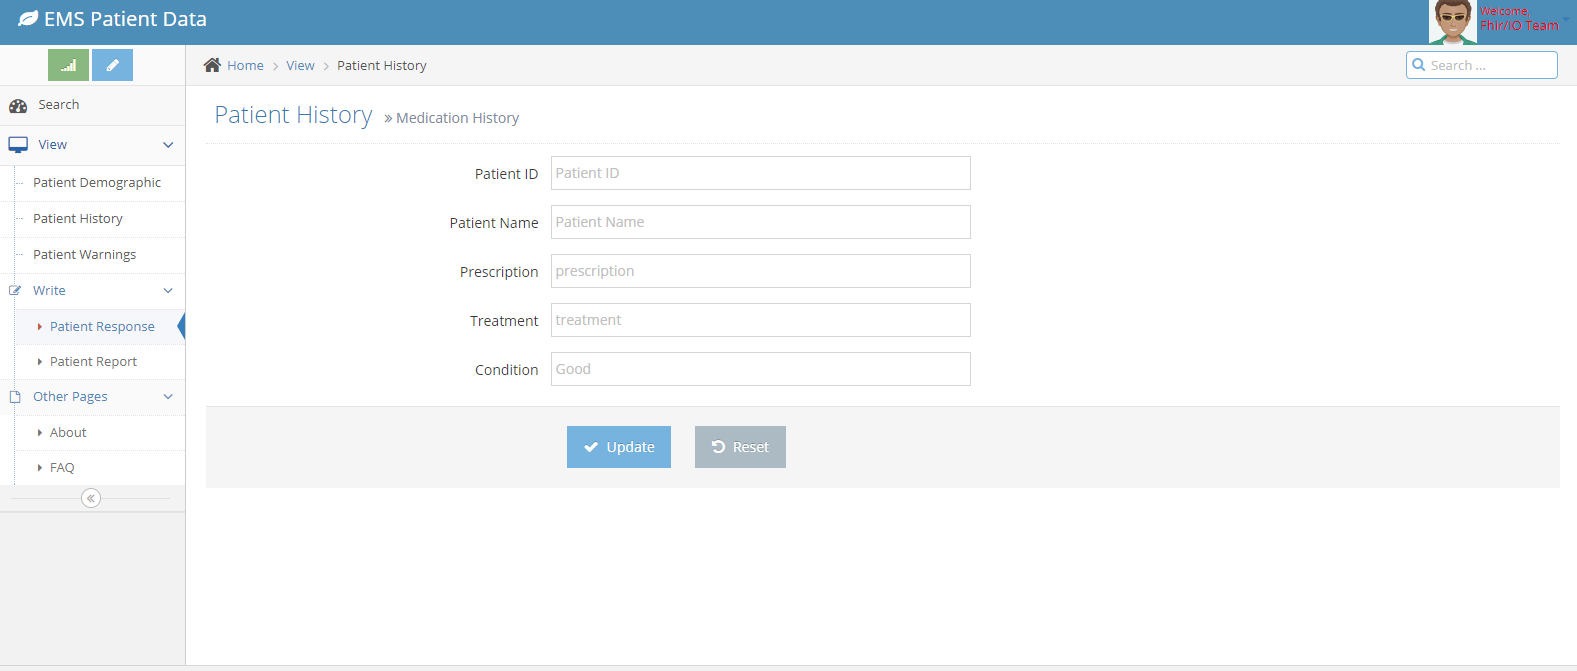 EMS Patient Data
Welcome,
Fhir/IO Team
Home > View > Patient History
Search ...
Search
View
Patient Demographic
Patient History
Patient Warnings
Write
Patient Response
Patient Report
Other Pages
About
FAQ
Patient History » Medication History
Patient ID Patient ID
Patient Name Patient Name
Prescription prescription
Treatment treatment
Condition Good
Update Reset